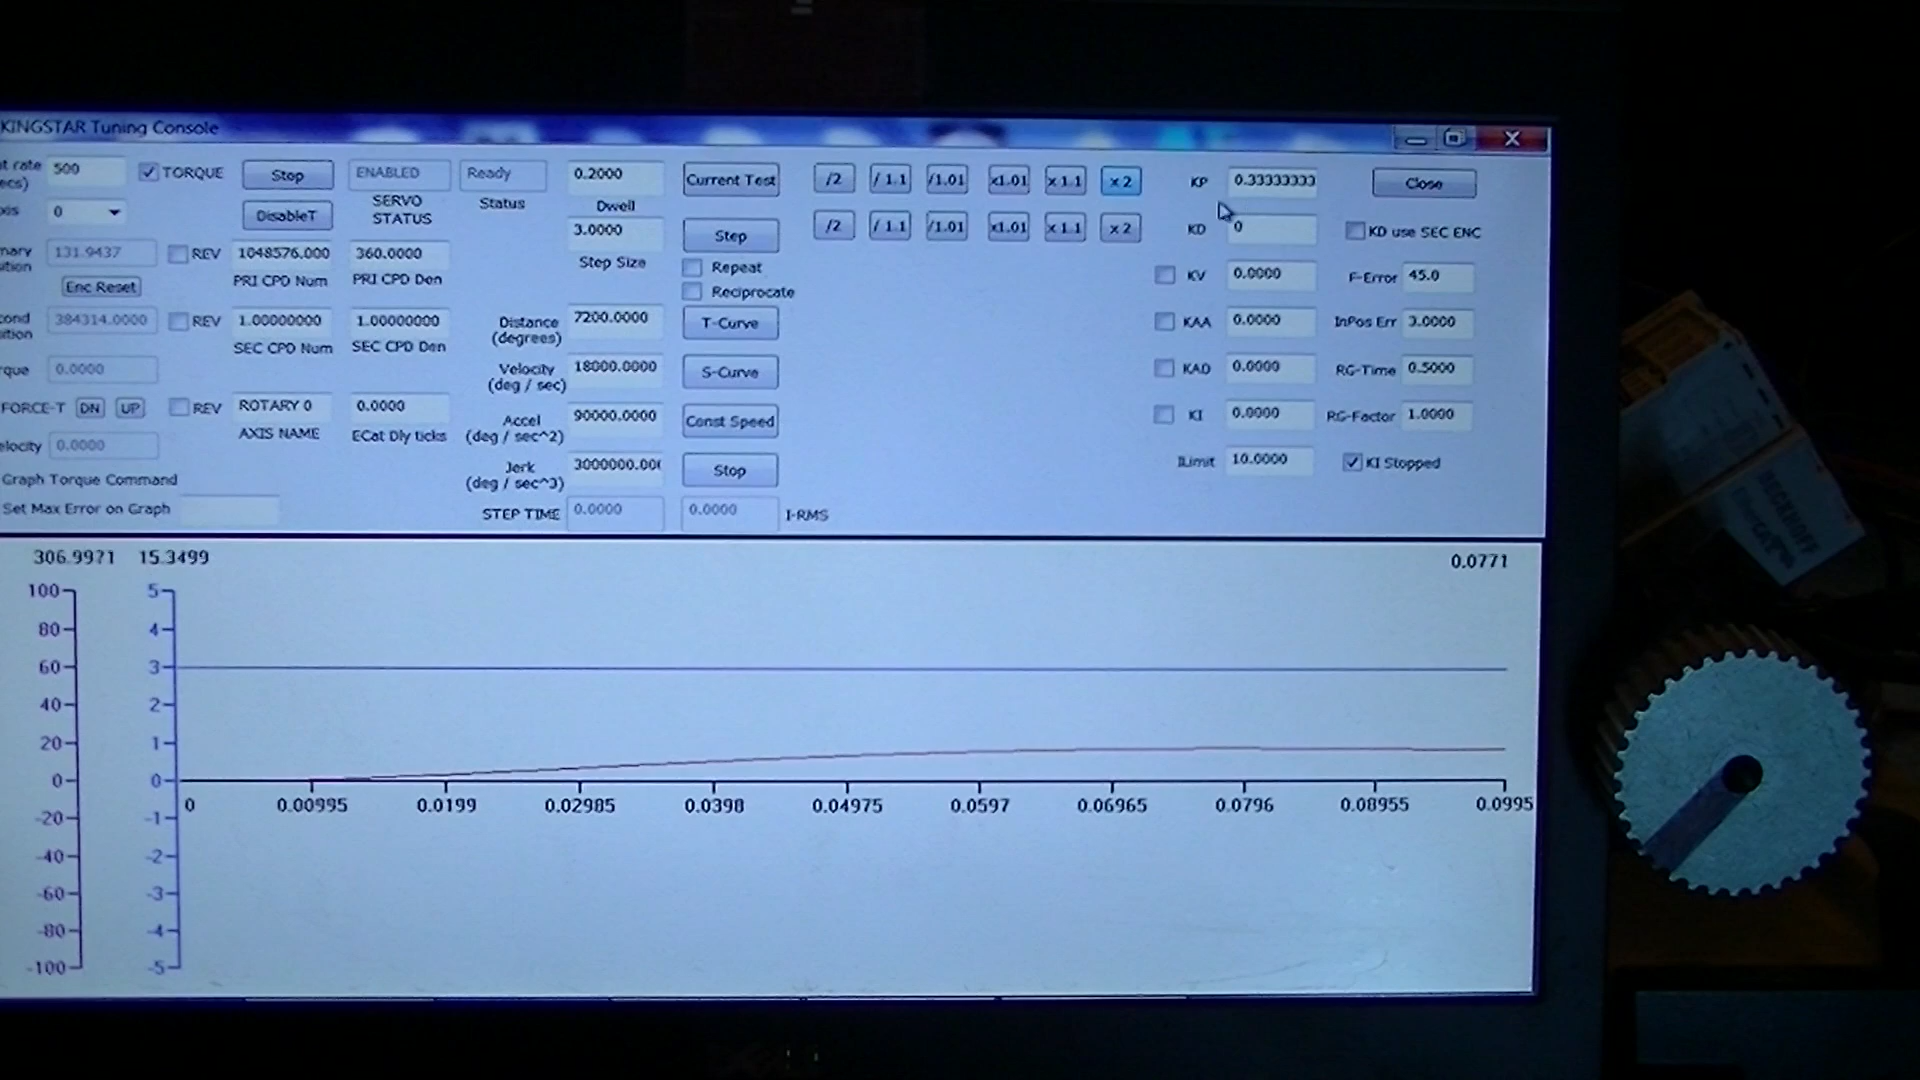 KINGSTAR Tuning Console
500 TORQUE Stop ENABLED Ready 0.2000 Current Test /2 / 1.1 /1.01 x1.01 x 1.1 x 2 KP 0.33333333 Close
SERVO STATUS Status Dwell
0 DisableT 3.0000 Step /2 / 1.1 /1.01 x1.01 x 1.1 x 2 KD 0 KD use SEC ENC
131.9437 REV 1048576.000 360.0000 Step Size Repeat KV 0.0000 F-Error 45.0
Enc Reset PRI CPD Num PRI CPD Den Reciprocate
384314.0000 REV 1.00000000 1.00000000 Distance (degrees) 7200.0000 T-Curve KAA 0.0000 InPos Err 3.0000
SEC CPD Num SEC CPD Den
0.0000 Velocity (deg / sec) 18000.0000 S-Curve KAD 0.0000 RG-Time 0.5000
FORCE-T DN UP REV ROTARY 0 0.0000 Accel (deg / sec^2) 90000.0000 Const Speed KI 0.0000 RG-Factor 1.0000
AXIS NAME ECat Dly ticks
0.0000 Jerk (deg / sec^3) 3000000.00 Stop ILimit 10.0000 KI Stopped
Graph Torque Command
Set Max Error on Graph STEP TIME 0.0000 0.0000 I-RMS
306.9971 15.3499 0.0771
100 5
80 4
60 3
40 2
20 1
0 0
0 0.00995 0.0199 0.02985 0.0398 0.04975 0.0597 0.06965 0.0796 0.08955 0.0995
-20 -1
-40 -2
-60 -3
-80 -4
-100 -5
BECKHOFF